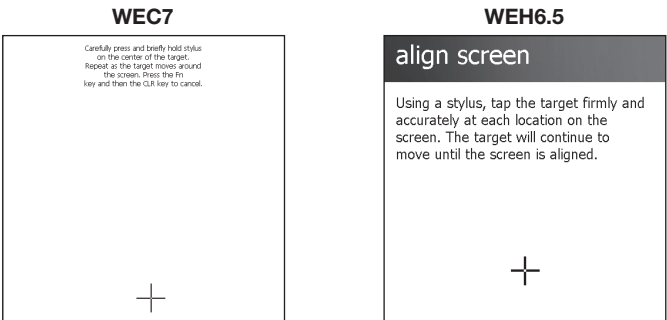 WEC7
Carefully press and briefly hold stylus
on the center of the target.
Repeat as the target moves around
the screen. Press the Fn
key and then the CLR key to cancel.
WEH6.5
align screen
Using a stylus, tap the target firmly and
accurately at each location on the
screen. The target will continue to
move until the screen is aligned.